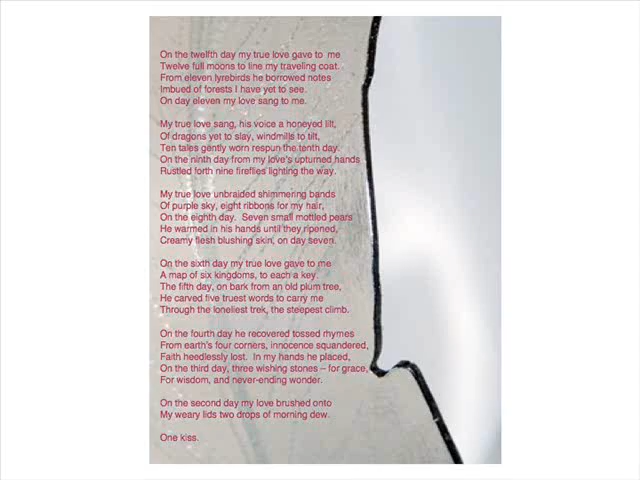 On the twelfth day my true love gave to  me
Twelve full moons to line my traveling coat.
From eleven lyrebirds he borrowed notes
Imbued of forests I have yet to see.
On day eleven my love sang to me.
My true love sang, his voice a honeyed lilt,
Of dragons yet to slay, windmills to tilt,
Ten tales gently worn respun the tenth day.
On the ninth day from my love's upturned hands
Rustled forth nine fireflies lighting the way.
My true love unbraided shimmering bands
Of purple sky, eight ribbons for my hair,
On the eighth day.  Seven small mottled pears
He warmed in his hands until they ripened,
Creamy flesh blushing skin, on day seven.
On the sixth day my true love gave to me
A map of six kingdoms, to each a key.
The fifth day, on bark from an old plum tree,
He carved five truest words to carry me
Through the loneliest trek, the steepest climb.
On the fourth day he recovered tossed rhymes
From earth's four corners, innocence squandered,
Faith heedlessly lost.  In my hands he placed,
On the third day, three wishing stones – for grace,
For wisdom, and never-ending wonder.
On the second day my love brushed onto
My weary lids two drops of morning dew.
One kiss.